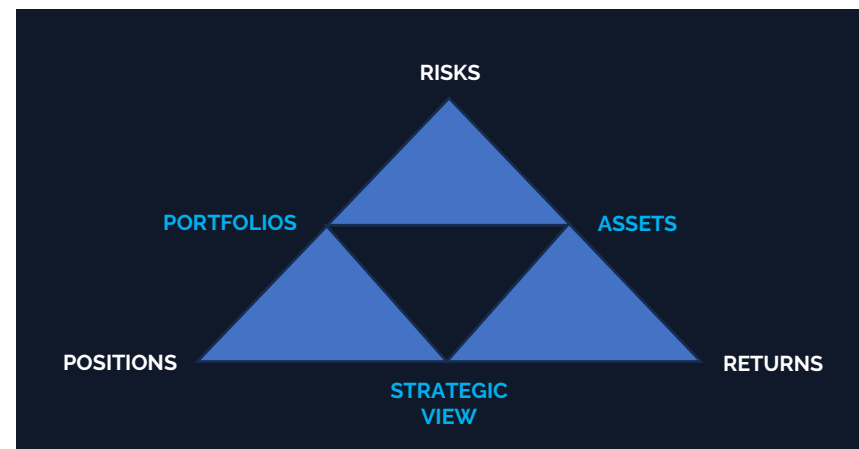 RISKS
PORTFOLIOS
ASSETS
POSITIONS
RETURNS
STRATEGIC
VIEW